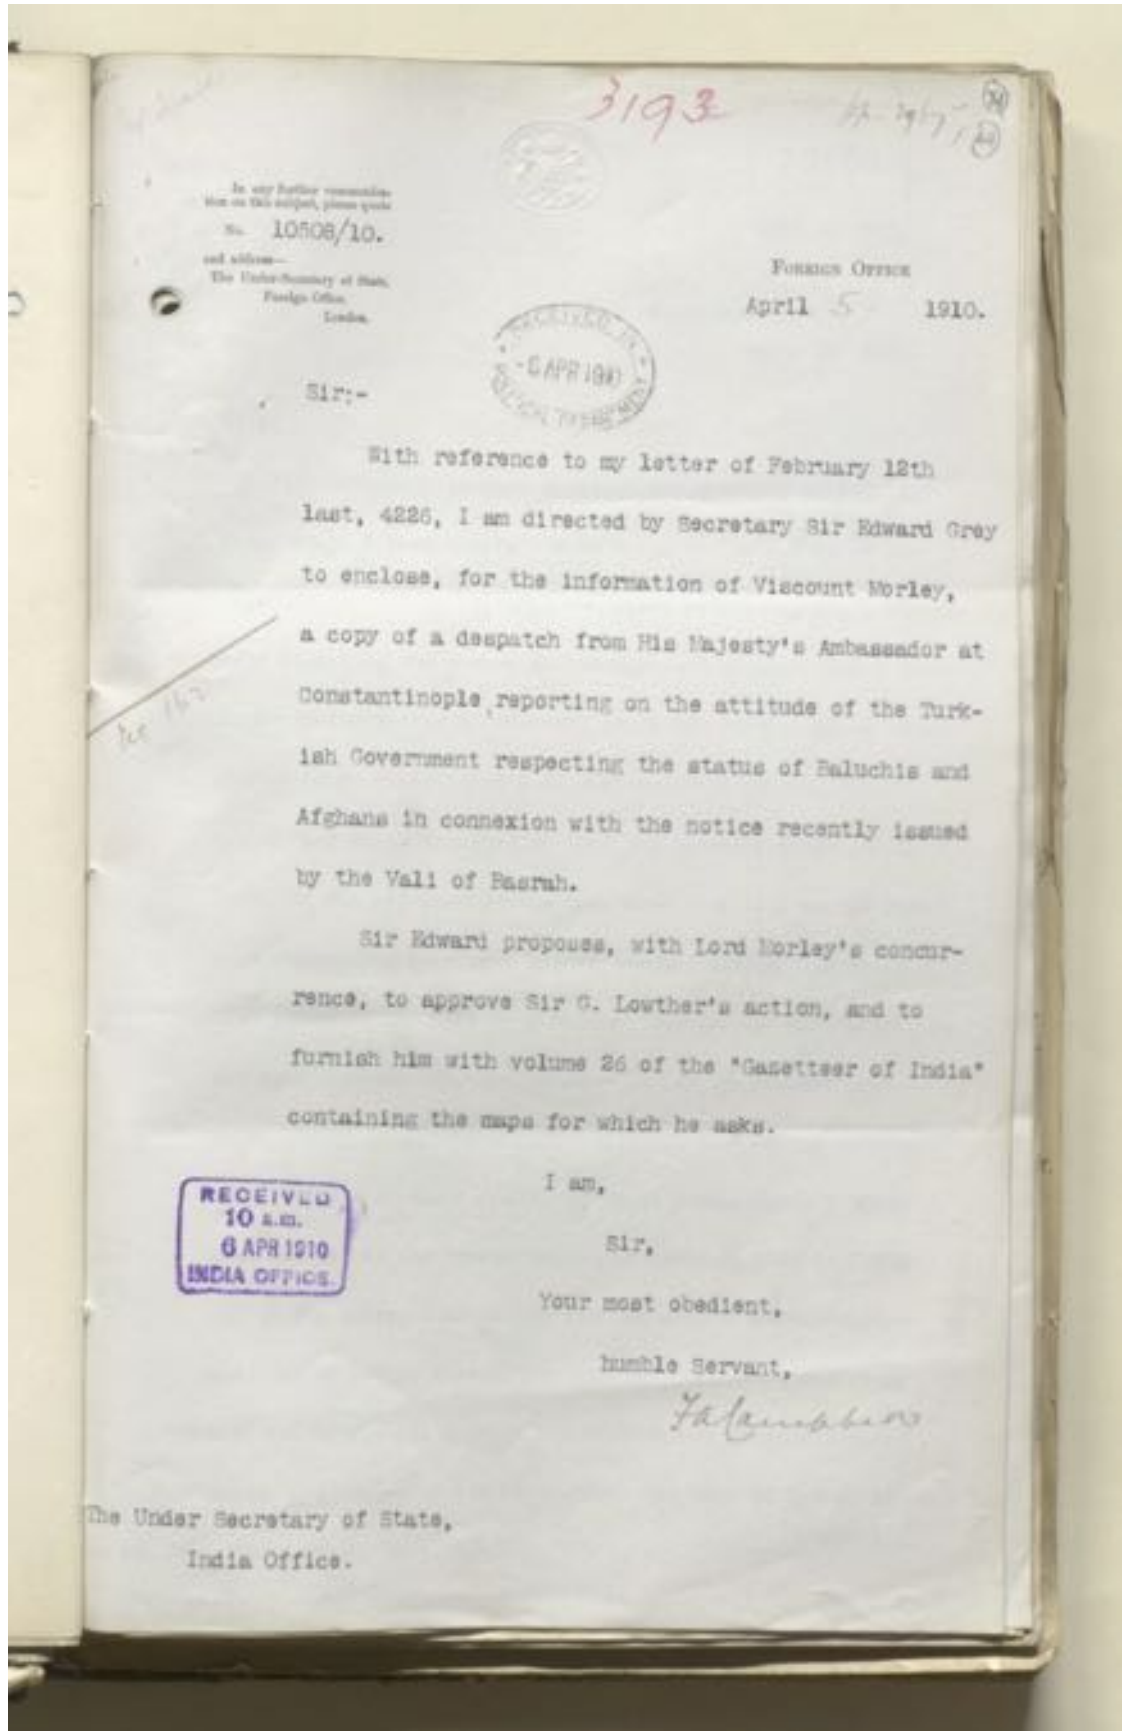 3193
In any further communica-
tion on this subject, please quote
No. 10508/10.
and address—
The Under-Secretary of State,
Foreign Office,
London.
FOREIGN OFFICE
April 5 1910.
RECEIVED IN
-6 APR 1910
POLITICAL DEPARTMENT
Sir:-
With reference to my letter of February 12th
last, 4226, I am directed by Secretary Sir Edward Grey
to enclose, for the information of Viscount Morley,
a copy of a despatch from His Majesty's Ambassador at
Constantinople, reporting on the attitude of the Turk-
ish Government respecting the status of Baluchis and
Afghans in connexion with the notice recently issued
by the Vali of Basrah.
Sir Edward proposes, with Lord Morley's concur-
rence, to approve Sir G. Lowther's action, and to
furnish him with volume 26 of the "Gazetteer of India"
containing the maps for which he asks.
I am,
Sir,
Your most obedient,
humble Servant,
RECEIVED
10 a.m.
6 APR 1910
INDIA OFFICE.
The Under Secretary of State,
India Office.